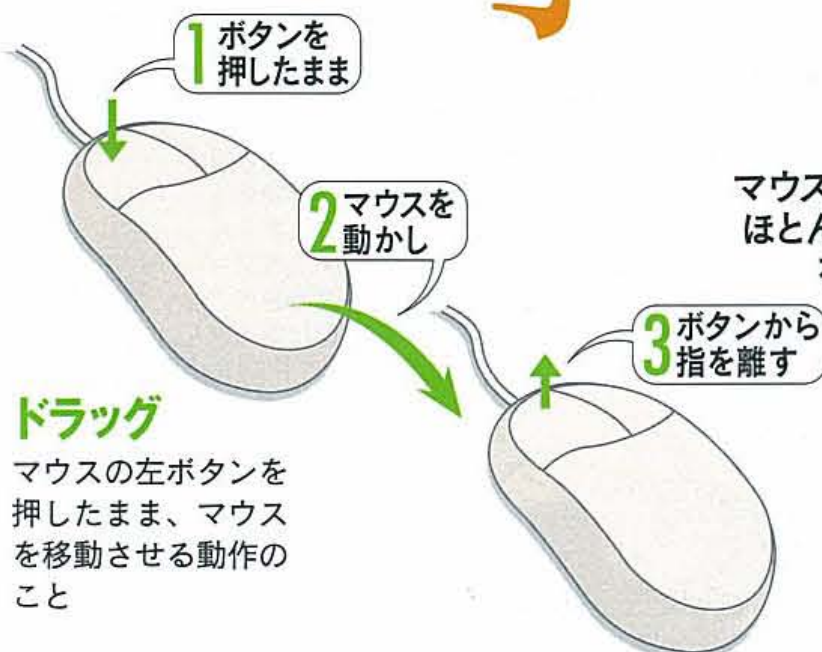 1 ボタンを
押したまま
2 マウスを
動かし
3 ボタンから
指を離す
ドラッグ
マウスの左ボタンを
押したまま、マウス
を移動させる動作の
こと
マウス
ほとん